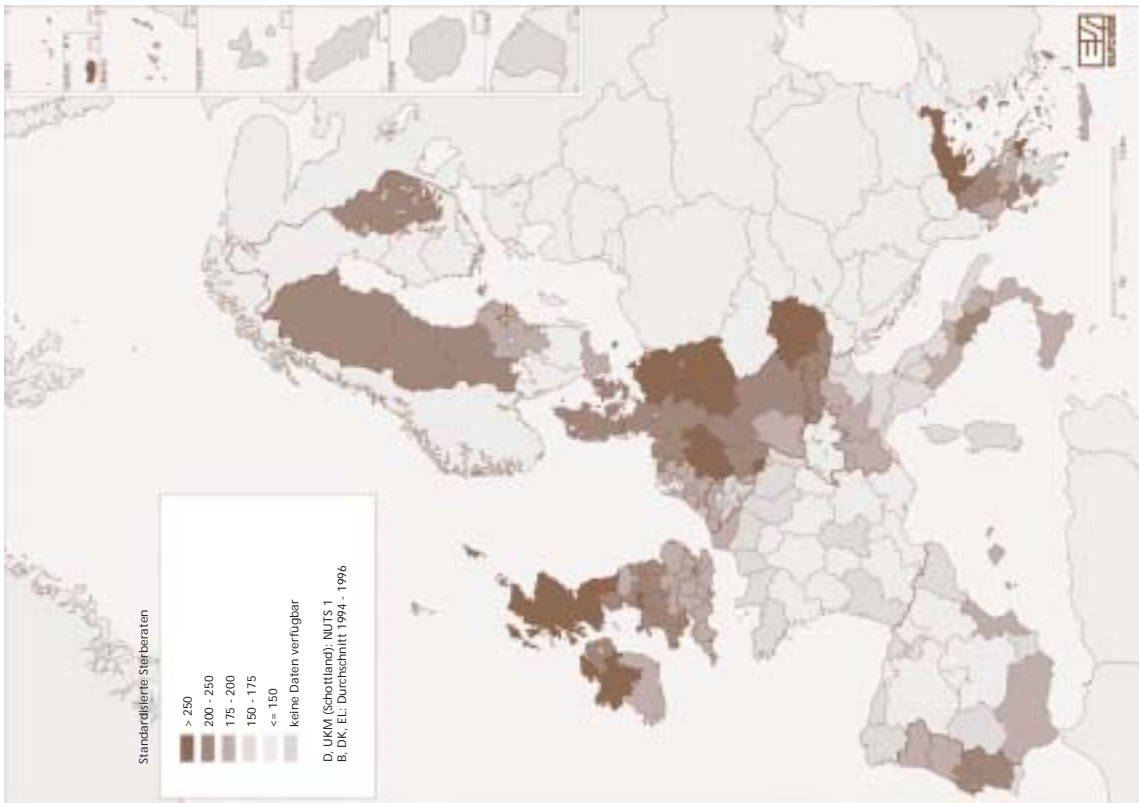 Standardisierte Sterberaten
> 250
200 - 250
175 - 200
150 - 175
<= 150
keine Daten verfügbar
D, UKM (Schottland): NUTS 1
B, DK, EL: Durchschnitt 1994 - 1996
eurostat